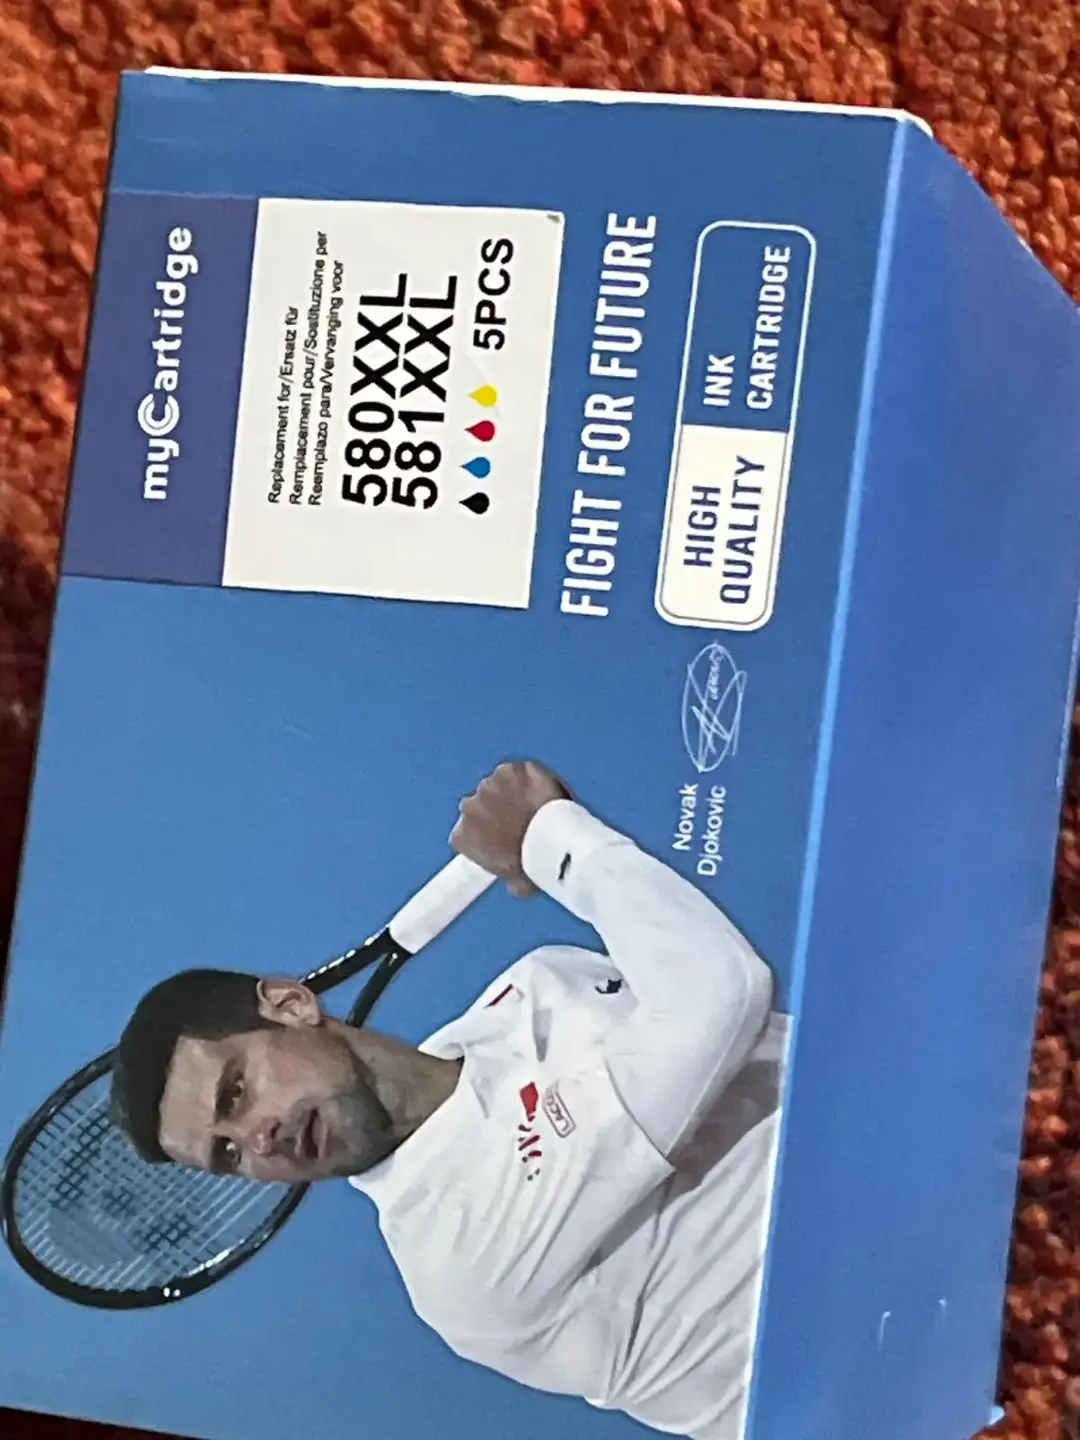 myCartridge
Replacement for/Ersatz für
Remplacement pour/Sostituzione per
Reemplazo para/Vervanging voor
580XXL
581XXL
5PCS
FIGHT FOR FUTURE
HIGH
QUALITY
INK
CARTRIDGE
Novak
Djokovic